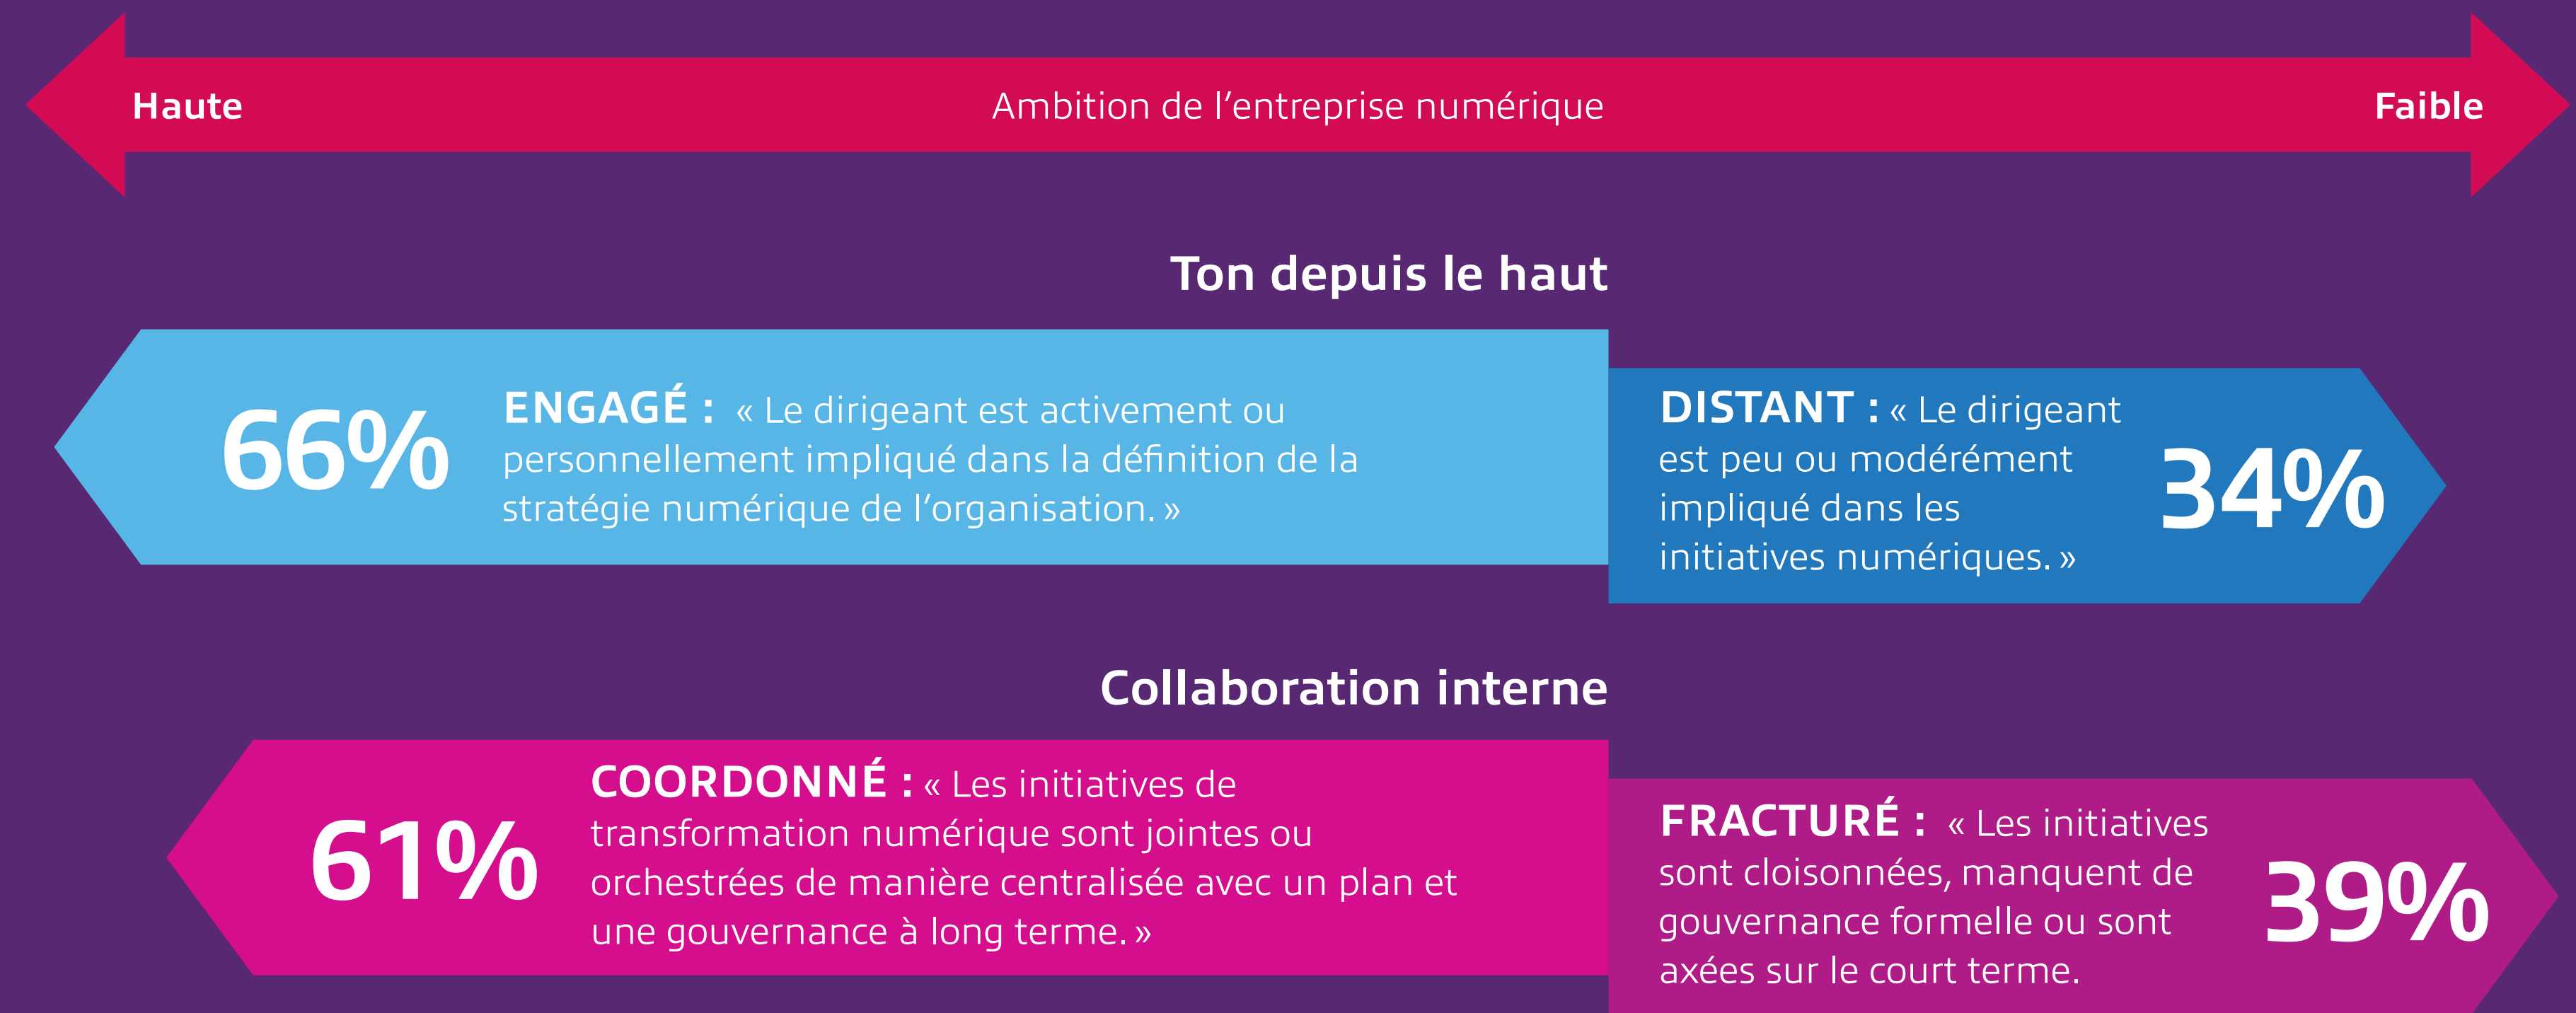 Haute
Ambition de l’entreprise numérique
Faible
Ton depuis le haut
66%
ENGAGÉ : « Le dirigeant est activement ou
personnellement impliqué dans la définition de la
stratégie numérique de l’organisation. »
DISTANT : « Le dirigeant
est peu ou modérément
impliqué dans les
initiatives numériques. »
34%
Collaboration interne
61%
COORDONNÉ : « Les initiatives de
transformation numérique sont jointes ou
orchestrées de manière centralisée avec un plan et
une gouvernance à long terme. »
FRACTURÉ : « Les initiatives
sont cloisonnées, manquent de
gouvernance formelle ou sont
axées sur le court terme.
39%